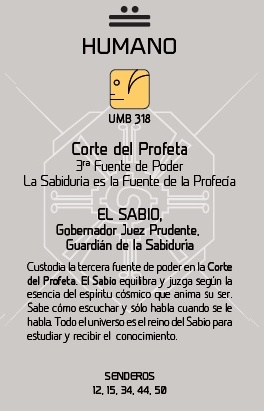 HUMANO
UMB 318
Corte del Profeta
3ra Fuente de Poder
La Sabiduria es la Fuente de la Profecía
EL SABIO,
Gobernador Juez Prudente,
Guardián de la Sabiduría
Custodia la tercera fuente de poder en la Corte
del Profeta. El Sabio equilibra y juzga según la
esencia del espíritu cósmico que anima su ser.
Sabe cómo escuchar y sólo habla cuando se le
habla. Todo el universo es el reino del Sabio para
estudiar y recibir el conocimiento.
SENDEROS
12, 15, 34, 44, 50